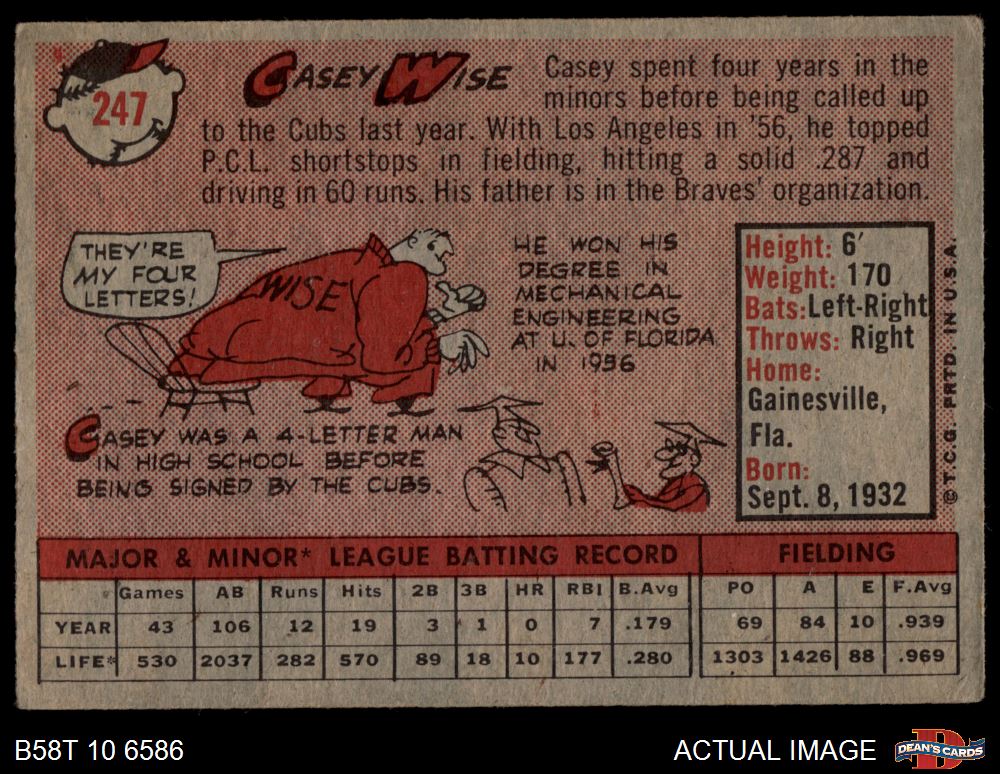 247
CASEY WISE
Casey spent four years in the
minors before being called up
to the Cubs last year. With Los Angeles in '56, he topped
P.C.L. shortstops in fielding, hitting a solid .287 and
driving in 60 runs. His father is in the Braves' organization.
THEY'RE
MY FOUR
LETTERS!
WISE
HE WON HIS
DEGREE IN
MECHANICAL
ENGINEERING
AT U. OF FLORIDA
IN 1956
CASEY WAS A 4-LETTER MAN
IN HIGH SCHOOL BEFORE
BEING SIGNED BY THE CUBS.
Height: 6'
Weight: 170
Bats: Left-Right
Throws: Right
Home:
Gainesville,
Fla.
Born:
Sept. 8, 1932
© T.C.G. PRTD. IN U.S.A.
MAJOR & MINOR* LEAGUE BATTING RECORD FIELDING
Games AB Runs Hits 2B 3B HR RBI B.Avg PO A E F.Avg
YEAR 43 106 12 19 3 1 0 7 .179 69 84 10 .939
LIFE* 530 2037 282 570 89 18 10 177 .280 1303 1426 88 .969
B58T 10 6586
ACTUAL IMAGE
D
DEAN'S CARDS